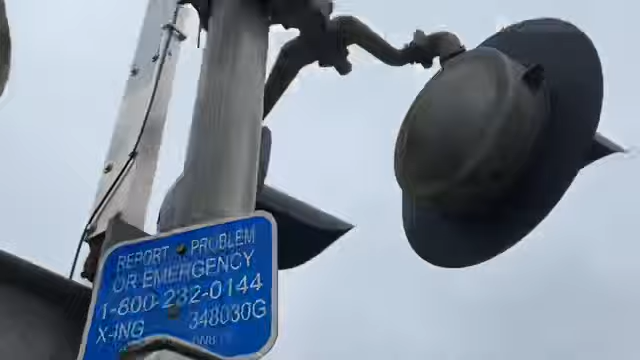 REPORT PROBLEM
OR EMERGENCY
1-800-232-0144
X-ING 348030G